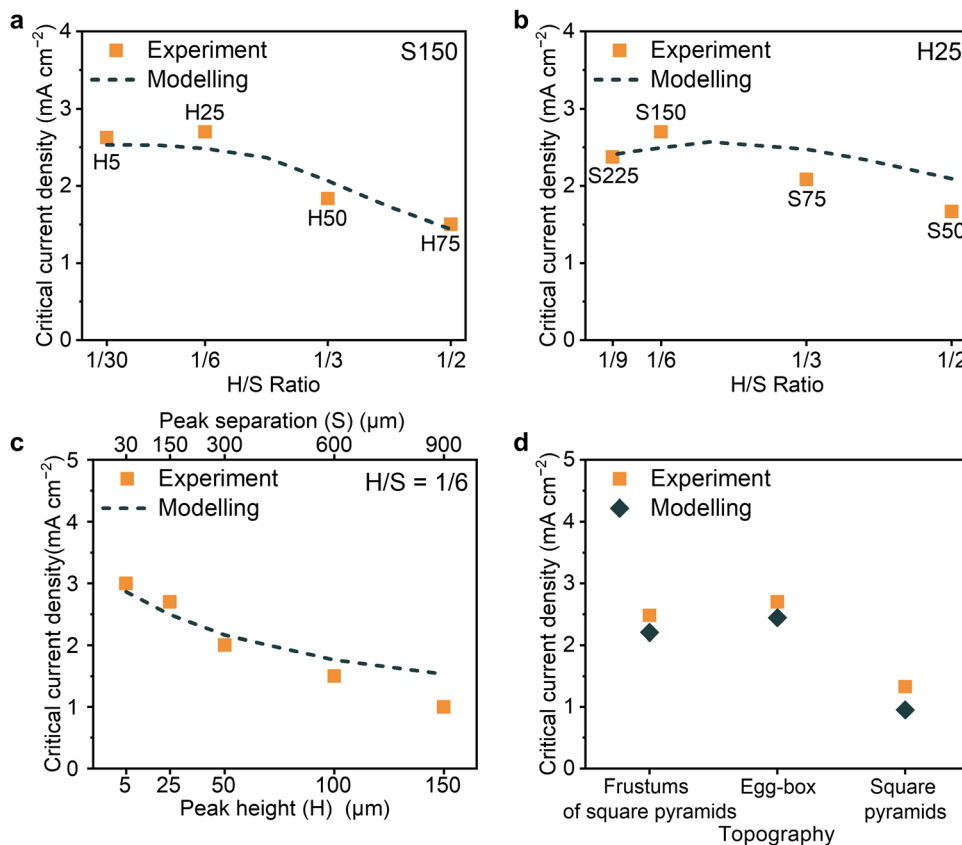 a
Critical current density (mA cm⁻²)
4
3
2
1
0
Experiment
Modelling
S150
H5
H25
H50
H75
1/30
1/6
1/3
1/2
H/S Ratio
b
Critical current density (mA cm⁻²)
4
3
2
1
0
Experiment
Modelling
H25
S225
S150
S75
S50
1/9
1/6
1/3
1/2
H/S Ratio
c
Peak separation (S) (μm)
30
150
300
600
900
Critical current density(mA cm⁻²)
5
4
3
2
1
0
Experiment
Modelling
H/S = 1/6
5
25
50
100
150
Peak height (H) (μm)
d
Critical current density (mA cm⁻²)
5
4
3
2
1
0
Experiment
Modelling
Frustums
of square pyramids
Egg-box
Square
pyramids
Topography